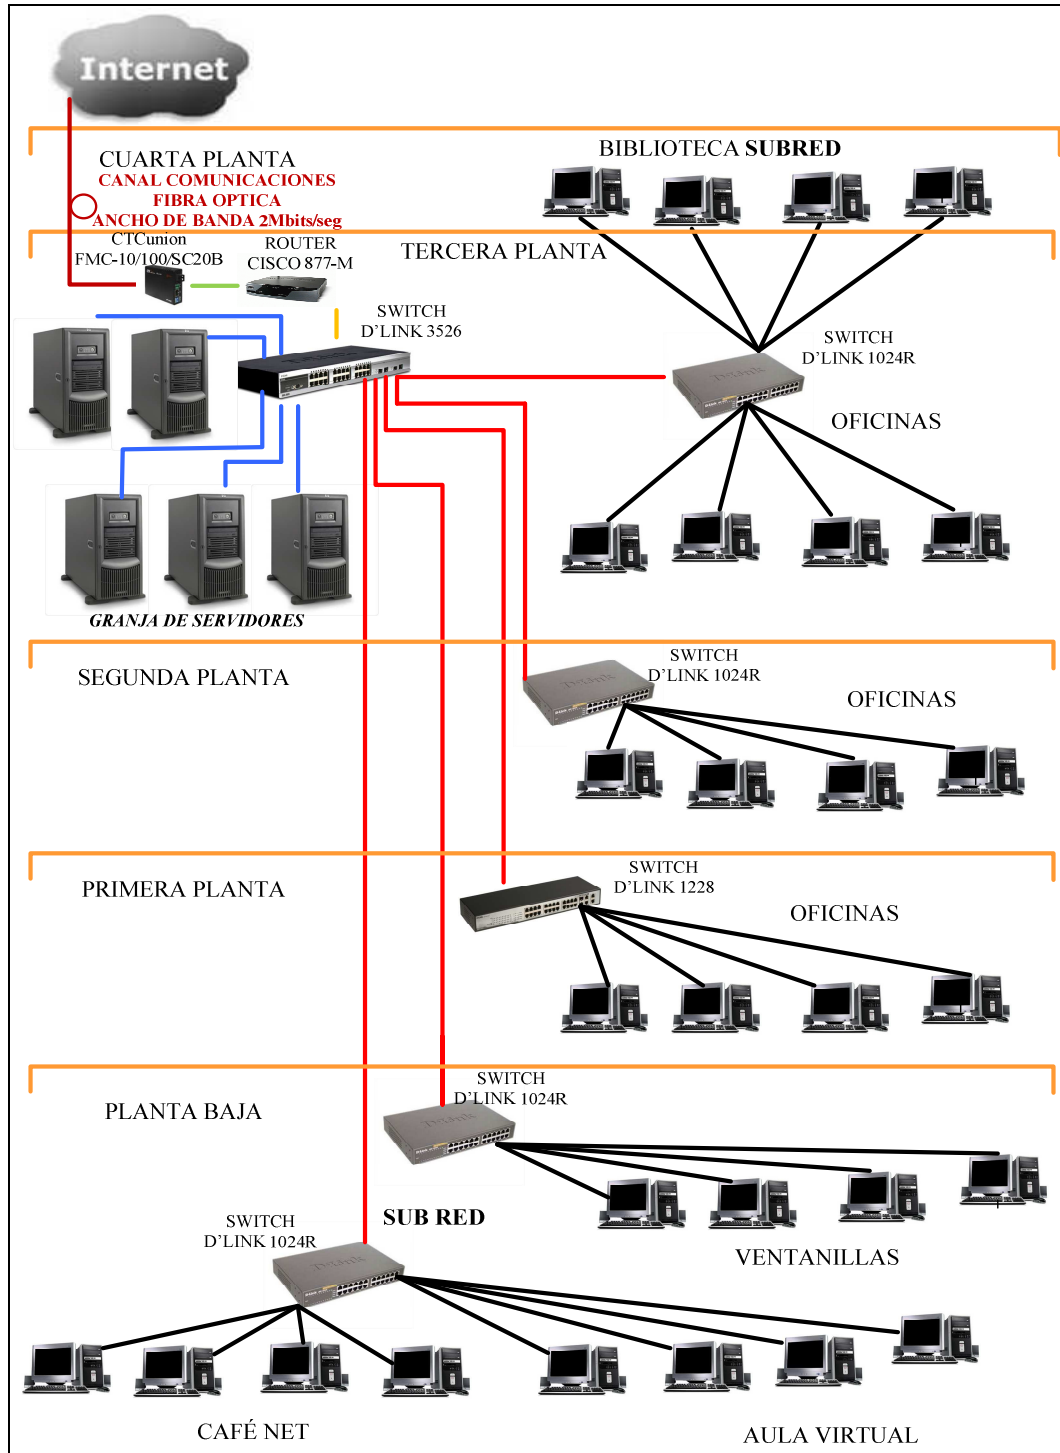 Internet
CUARTA PLANTA
CANAL COMUNICACIONES
FIBRA OPTICA
ANCHO DE BANDA 2Mbits/seg
BIBLIOTECA SUBRED
TERCERA PLANTA
CTCunion
FMC-10/100/SC20B
ROUTER
CISCO 877-M
SWITCH
D’LINK 3526
SWITCH
D’LINK 1024R
OFICINAS
GRANJA DE SERVIDORES
SEGUNDA PLANTA
SWITCH
D’LINK 1024R
OFICINAS
PRIMERA PLANTA
SWITCH
D’LINK 1228
OFICINAS
PLANTA BAJA
SWITCH
D’LINK 1024R
VENTANILLAS
SUB RED
SWITCH
D’LINK 1024R
CAFÉ NET
AULA VIRTUAL